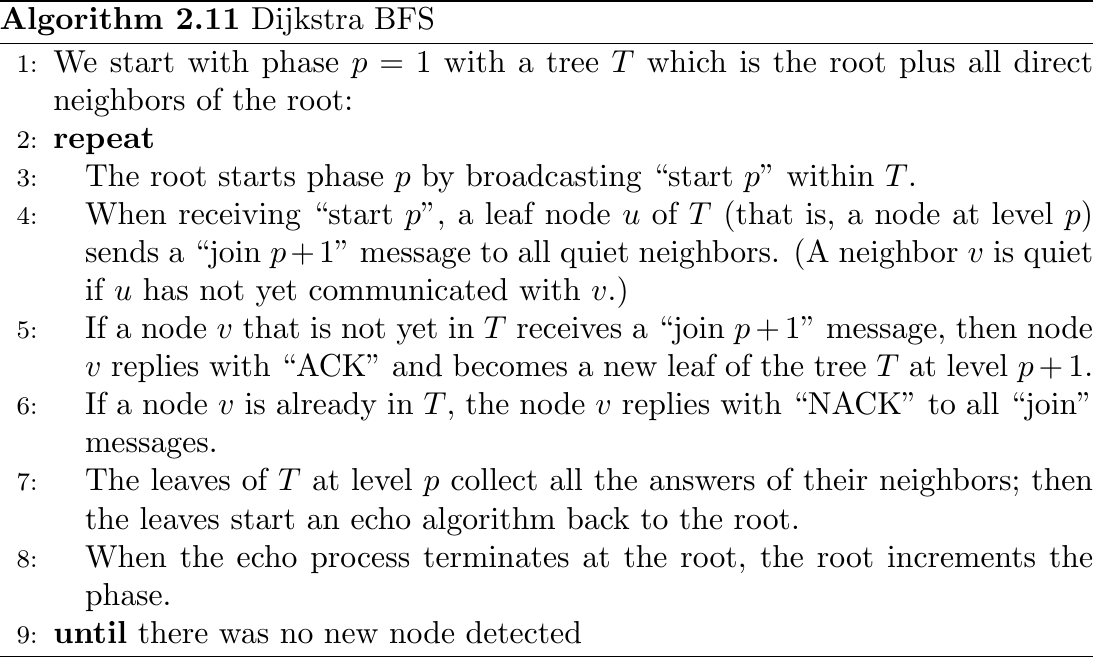 Algorithm 2.11 Dijkstra BFS
1: We start with phase p = 1 with a tree T which is the root plus all direct
neighbors of the root:
2: repeat
3: The root starts phase p by broadcasting “start p” within T.
4: When receiving “start p”, a leaf node u of T (that is, a node at level p)
sends a “join p + 1” message to all quiet neighbors. (A neighbor v is quiet
if u has not yet communicated with v.)
5: If a node v that is not yet in T receives a “join p + 1” message, then node
v replies with “ACK” and becomes a new leaf of the tree T at level p + 1.
6: If a node v is already in T, the node v replies with “NACK” to all “join”
messages.
7: The leaves of T at level p collect all the answers of their neighbors; then
the leaves start an echo algorithm back to the root.
8: When the echo process terminates at the root, the root increments the
phase.
9: until there was no new node detected